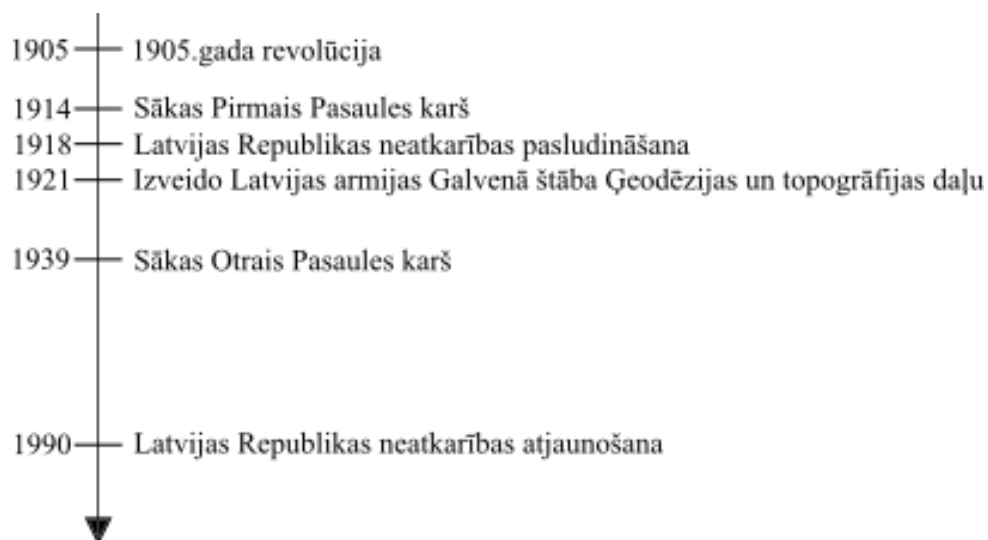 1905 1905.gada revolūcija
1914 Sākas Pirmais Pasaules karš
1918 Latvijas Republikas neatkarības pasludināšana
1921 Izveido Latvijas armijas Galvenā štāba Ģeodēzijas un topogrāfijas daļu
1939 Sākas Otrais Pasaules karš
1990 Latvijas Republikas neatkarības atjaunošana